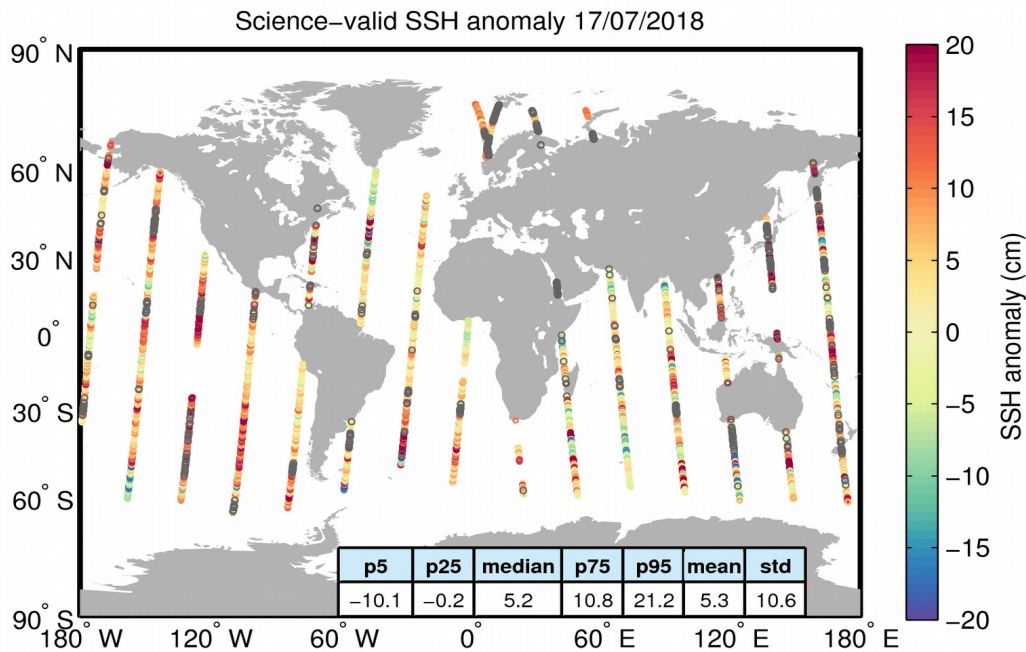 Science−valid SSH anomaly 17/07/2018
90° N
60° N
30° N
0°
30° S
60° S
90° S
180° W
120° W
60° W
0°
60° E
120° E
180° E
p5 p25 median p75 p95 mean std
−10.1 −0.2 5.2 10.8 21.2 5.3 10.6
20
15
10
5
0
−5
−10
−15
−20
SSH anomaly (cm)